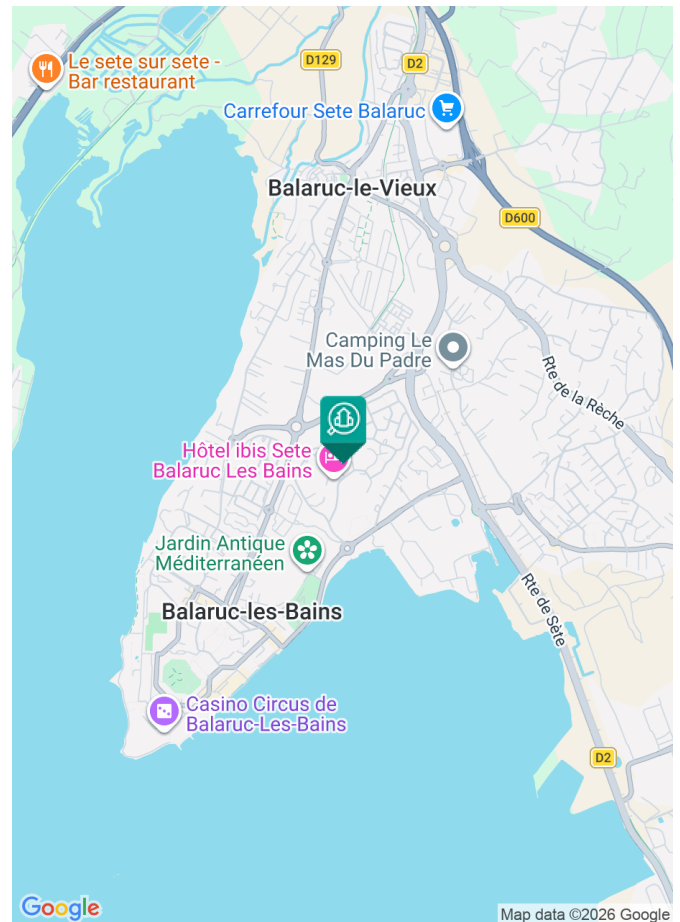 D129
D2
Le sete sur sete -
Bar restaurant
Carrefour Sete Balaruc
Balaruc-le-Vieux
D600
Camping Le
Mas Du Padre
Rte de la Rèche
Hôtel ibis Sete
Balaruc Les Bains
Jardin Antique
Méditerranéen
Balaruc-les-Bains
Rte de Sète
Casino Circus de
Balaruc-Les-Bains
D2
Google
Map data ©2026 Google